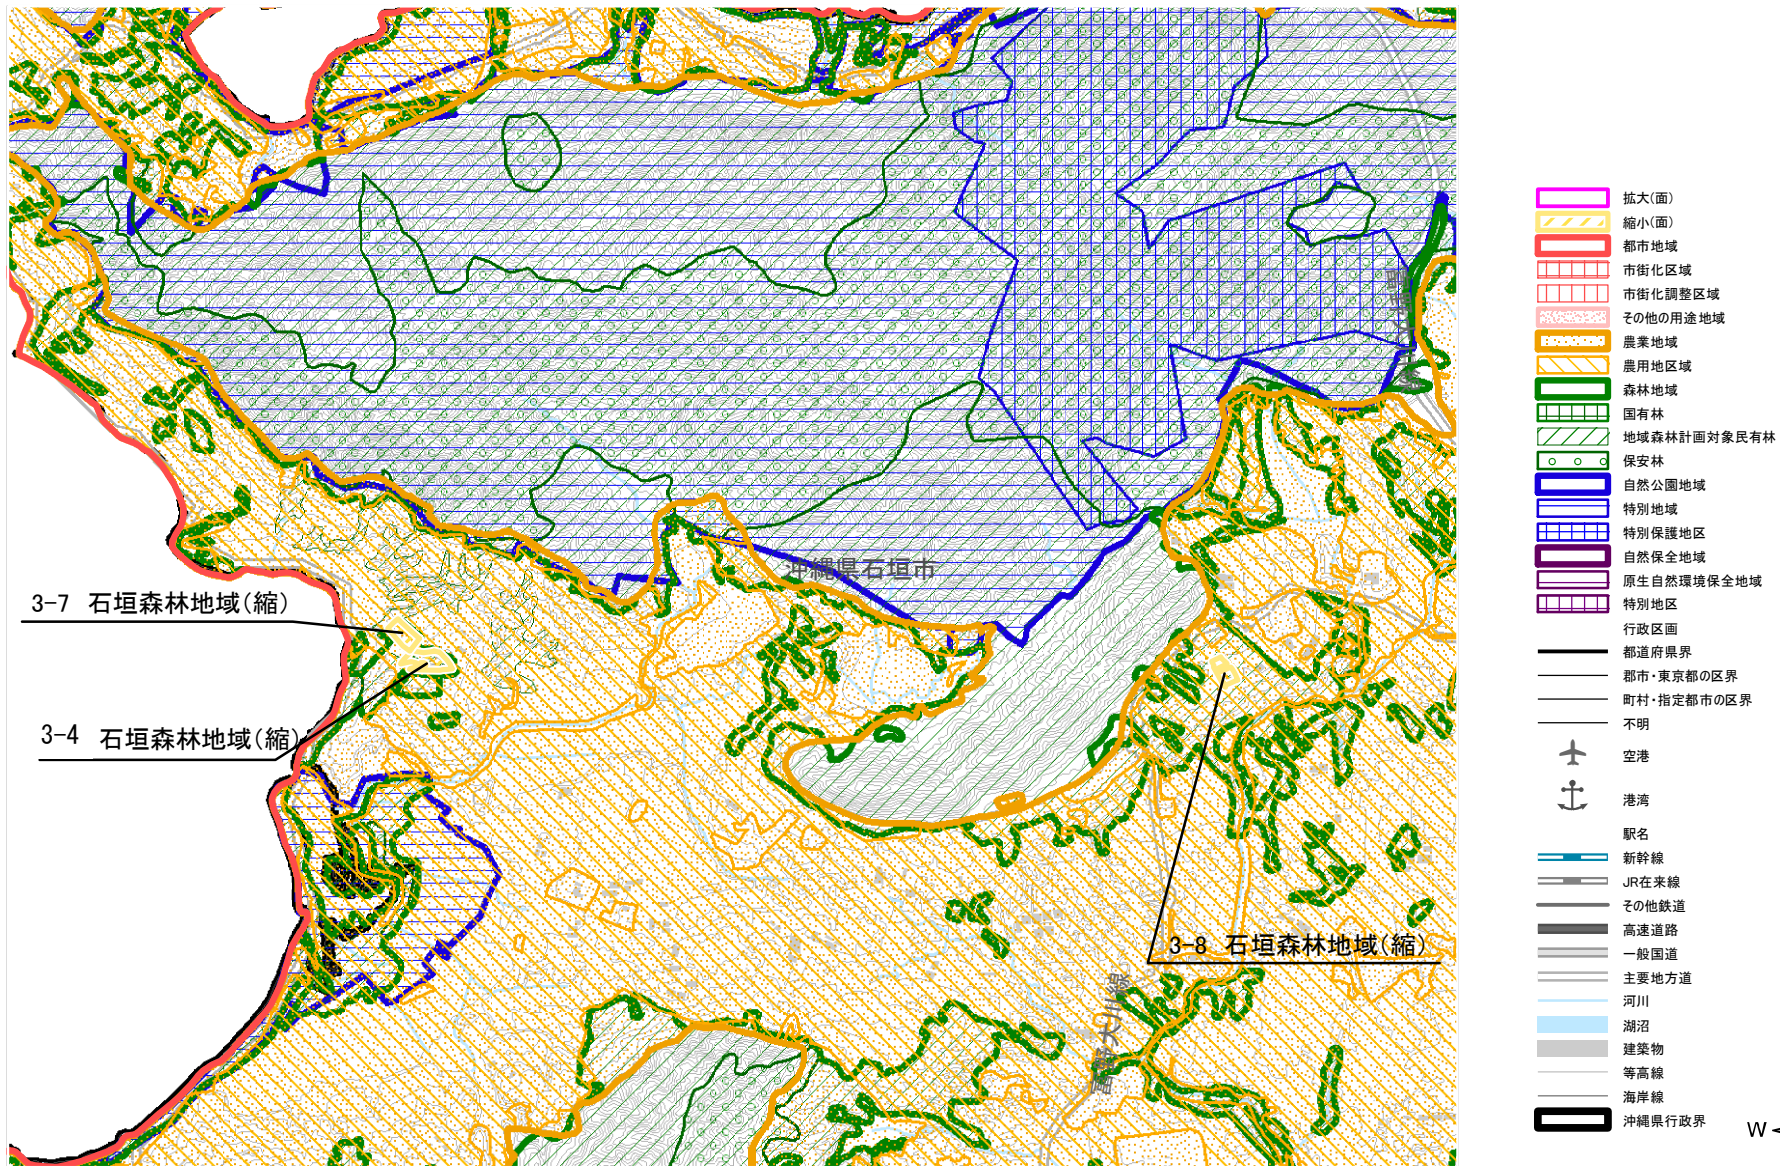 沖縄県石垣市
3-7 石垣森林地域(縮)
3-4 石垣森林地域(縮)
3-8 石垣森林地域(縮)
富野大川線
拡大(面)
縮小(面)
都市地域
市街化区域
市街化調整区域
その他の用途地域
農業地域
農用地区域
森林地域
国有林
地域森林計画対象民有林
保安林
自然公園地域
特別地域
特別保護地区
自然保全地域
原生自然環境保全地域
特別地区
行政区画
都道府県界
郡市・東京都の区界
町村・指定都市の区界
不明
空港
港湾
駅名
新幹線
JR在来線
その他鉄道
高速道路
一般国道
主要地方道
河川
湖沼
建築物
等高線
海岸線
沖縄県行政界
W